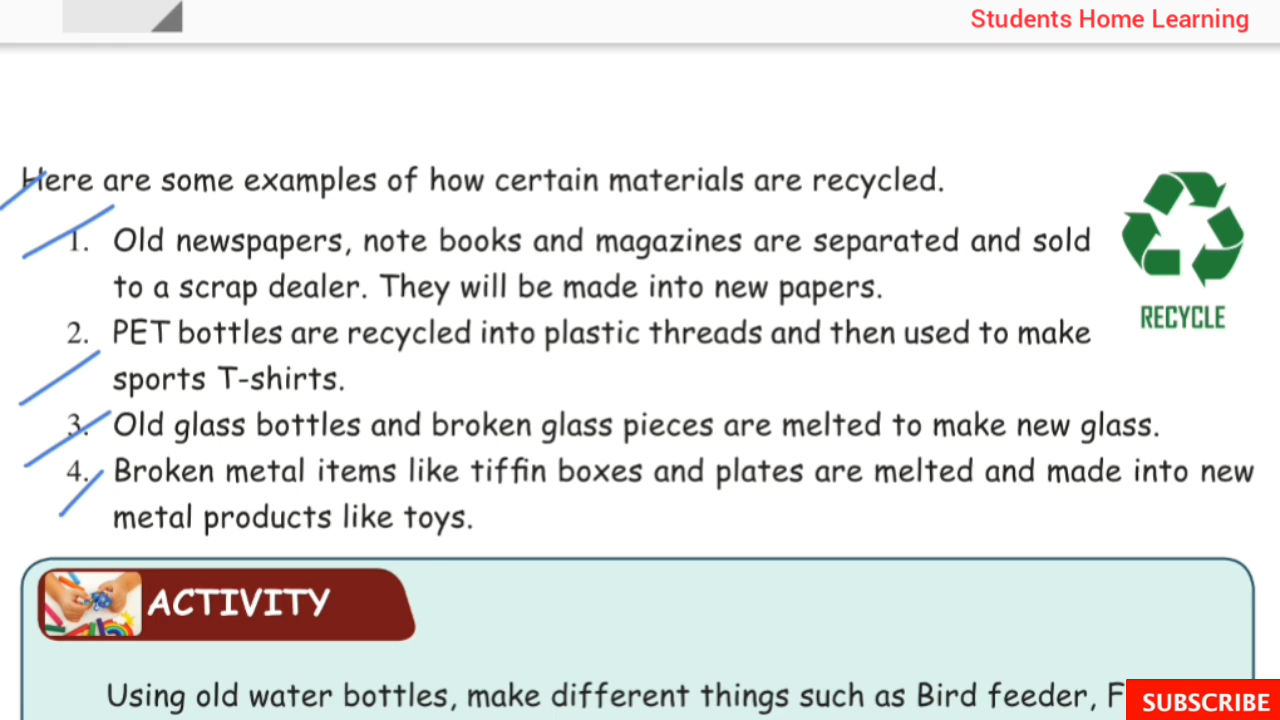 Students Home Learning
Here are some examples of how certain materials are recycled.
1. Old newspapers, note books and magazines are separated and sold
to a scrap dealer. They will be made into new papers.
RECYCLE
2. PET bottles are recycled into plastic threads and then used to make
sports T-shirts.
3. Old glass bottles and broken glass pieces are melted to make new glass.
4. Broken metal items like tiffin boxes and plates are melted and made into new
metal products like toys.
ACTIVITY
Using old water bottles, make different things such as Bird feeder,
SUBSCRIBE